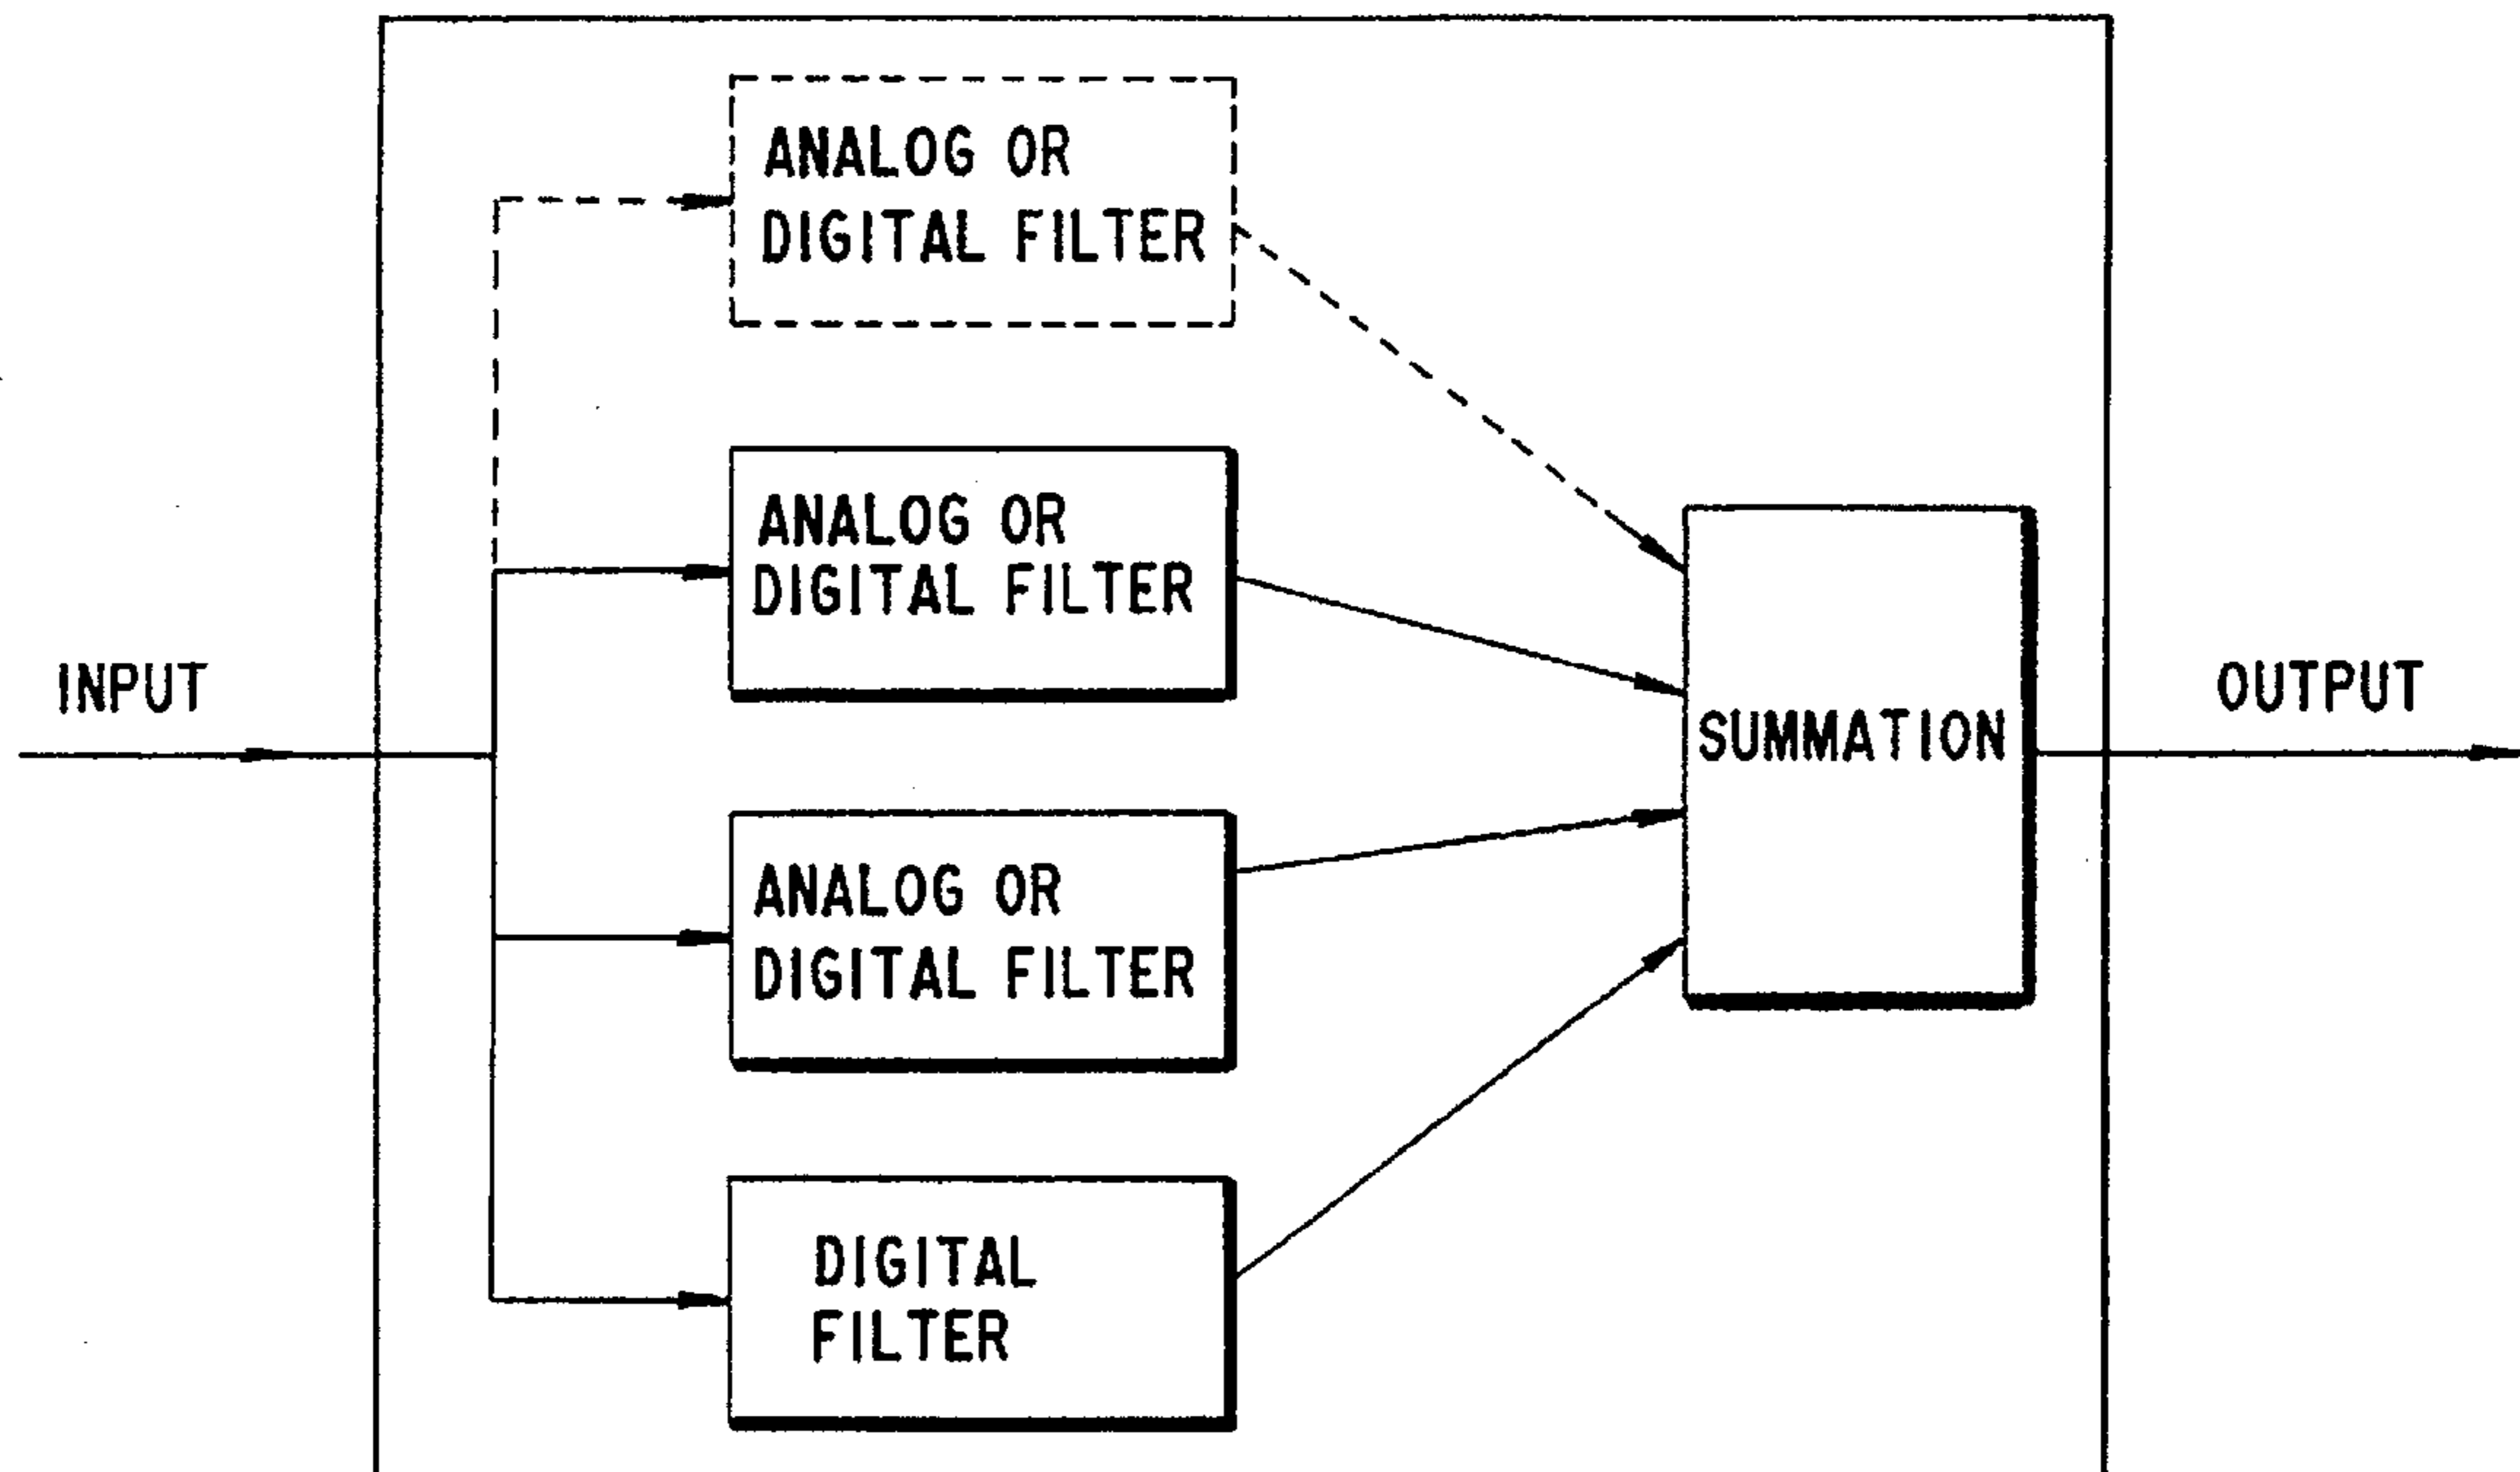 ANALOG OR
DIGITAL FILTER
ANALOG OR
DIGITAL FILTER
INPUT
OUTPUT
SUMMATION
ANALOG OR
DIGITAL FILTER
DIGITAL
FILTER